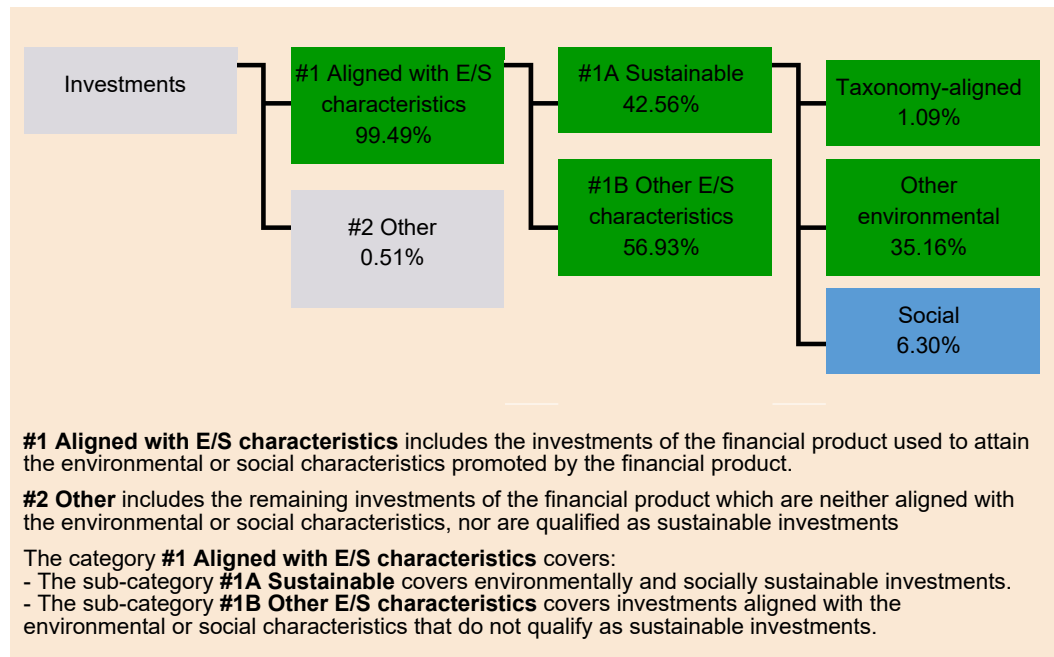 Investments
#1 Aligned with E/S
characteristics
99.49%
#2 Other
0.51%
#1A Sustainable
42.56%
#1B Other E/S
characteristics
56.93%
Taxonomy-aligned
1.09%
Other
environmental
35.16%
Social
6.30%
#1 Aligned with E/S characteristics includes the investments of the financial product used to attain
the environmental or social characteristics promoted by the financial product.
#2 Other includes the remaining investments of the financial product which are neither aligned with
the environmental or social characteristics, nor are qualified as sustainable investments
The category #1 Aligned with E/S characteristics covers:
- The sub-category #1A Sustainable covers environmentally and socially sustainable investments.
- The sub-category #1B Other E/S characteristics covers investments aligned with the
environmental or social characteristics that do not qualify as sustainable investments.